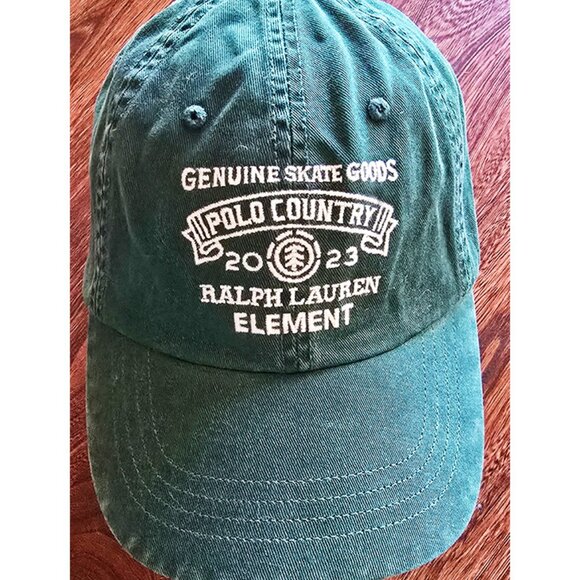 GENUINE SKATE GOODS
POLO COUNTRY
20 23
RALPH LAUREN
ELEMENT